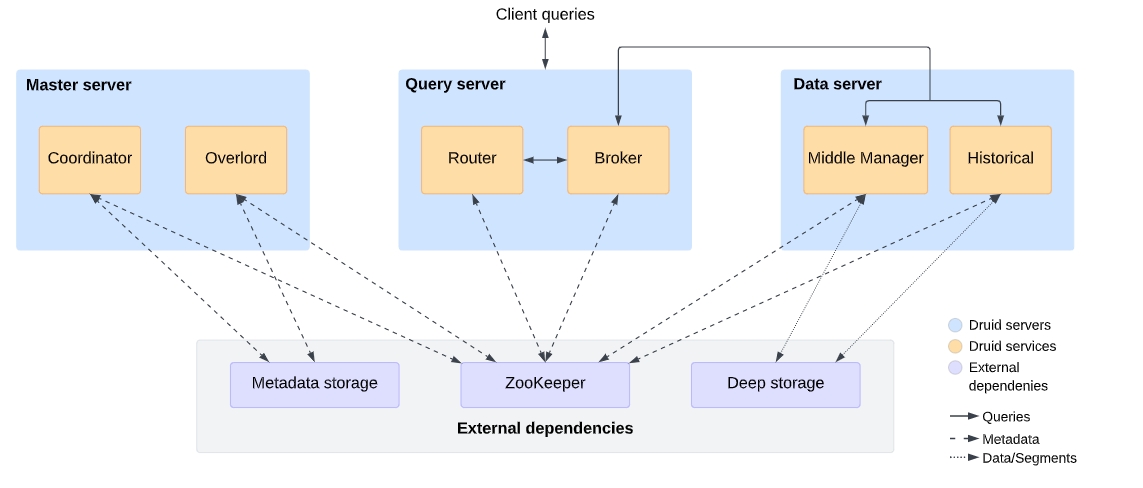 Client queries
Master server
Query server
Data server
Coordinator
Overlord
Router
Broker
Middle Manager
Historical
Metadata storage
ZooKeeper
Deep storage
External dependencies
Druid servers
Druid services
External
dependenies
Queries
Metadata
Data/Segments